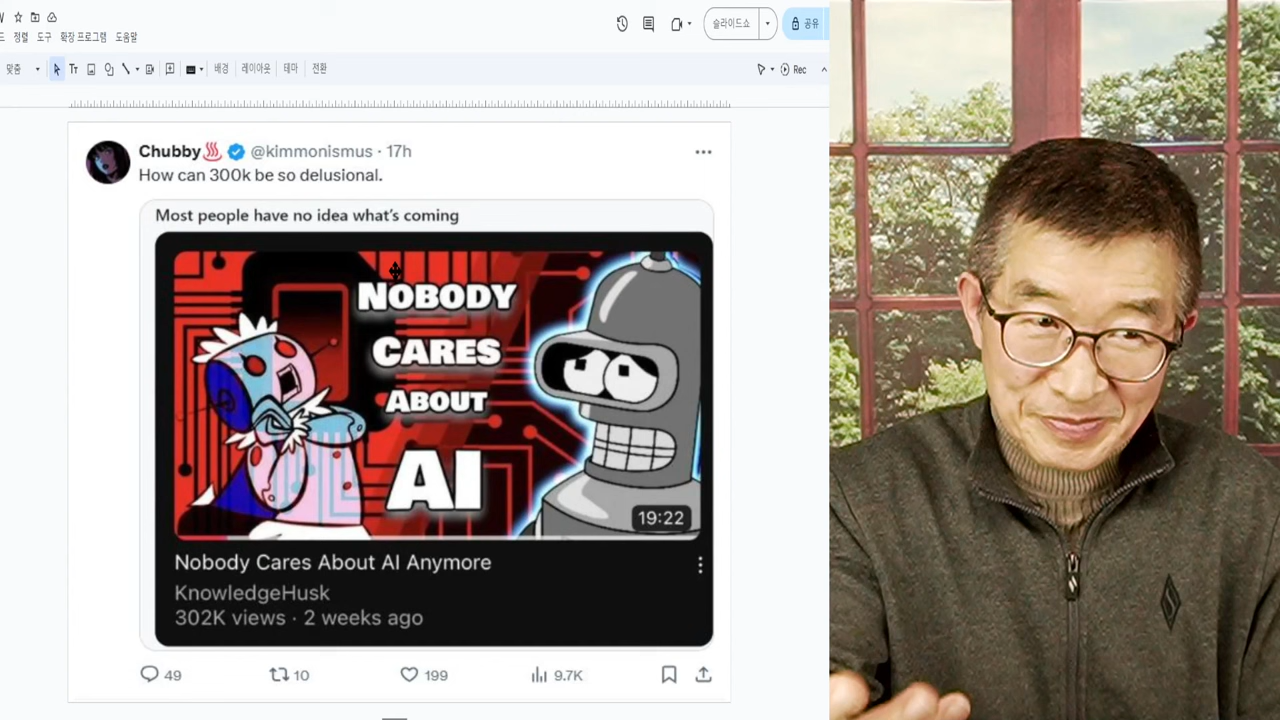 슬라이드쇼
공유
정렬 도구 확장 프로그램 도움말
맞춤
Tт
배경 레이아웃 테마 전환
Rec
Chubby♨️ @kimmonismus · 17h
How can 300k be so delusional.
Most people have no idea what's coming
NOBODY
CARES
ABOUT
AI
19:22
Nobody Cares About AI Anymore
KnowledgeHusk
302K views · 2 weeks ago
49
10
199
9.7K